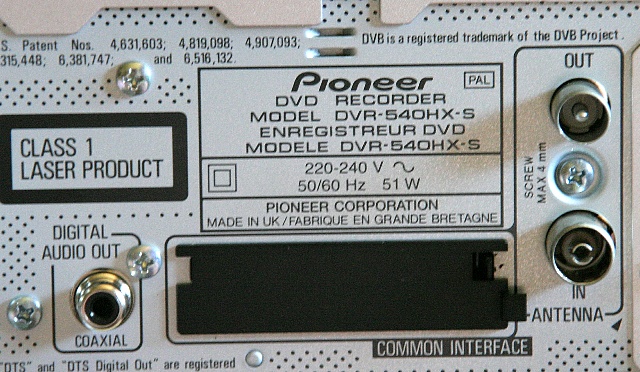 S. Patent Nos. 4,631,603; 4,819,098; 4,907,093;
315,448; 6,381,747; and 6,516,132.
DVB is a registered trademark of the DVB Project.
Pioneer
PAL
DVD RECORDER
MODEL DVR-540HX-S
ENREGISTREUR DVD
MODELE DVR-540HX-S
220-240 V ~
50/60 Hz 51 W
PIONEER CORPORATION
MADE IN UK/FABRIQUE EN GRANDE BRETAGNE
CLASS 1
LASER PRODUCT
OUT
SCREW
MAX 4 mm
IN
ANTENNA
DIGITAL
AUDIO OUT
COAXIAL
COMMON INTERFACE
"DTS" and "DTS Digital Out" are registered